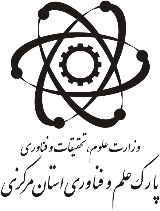 وزارت علوم، تحقیقات و فناوری
پارک علم و فناوری استان مرکزی